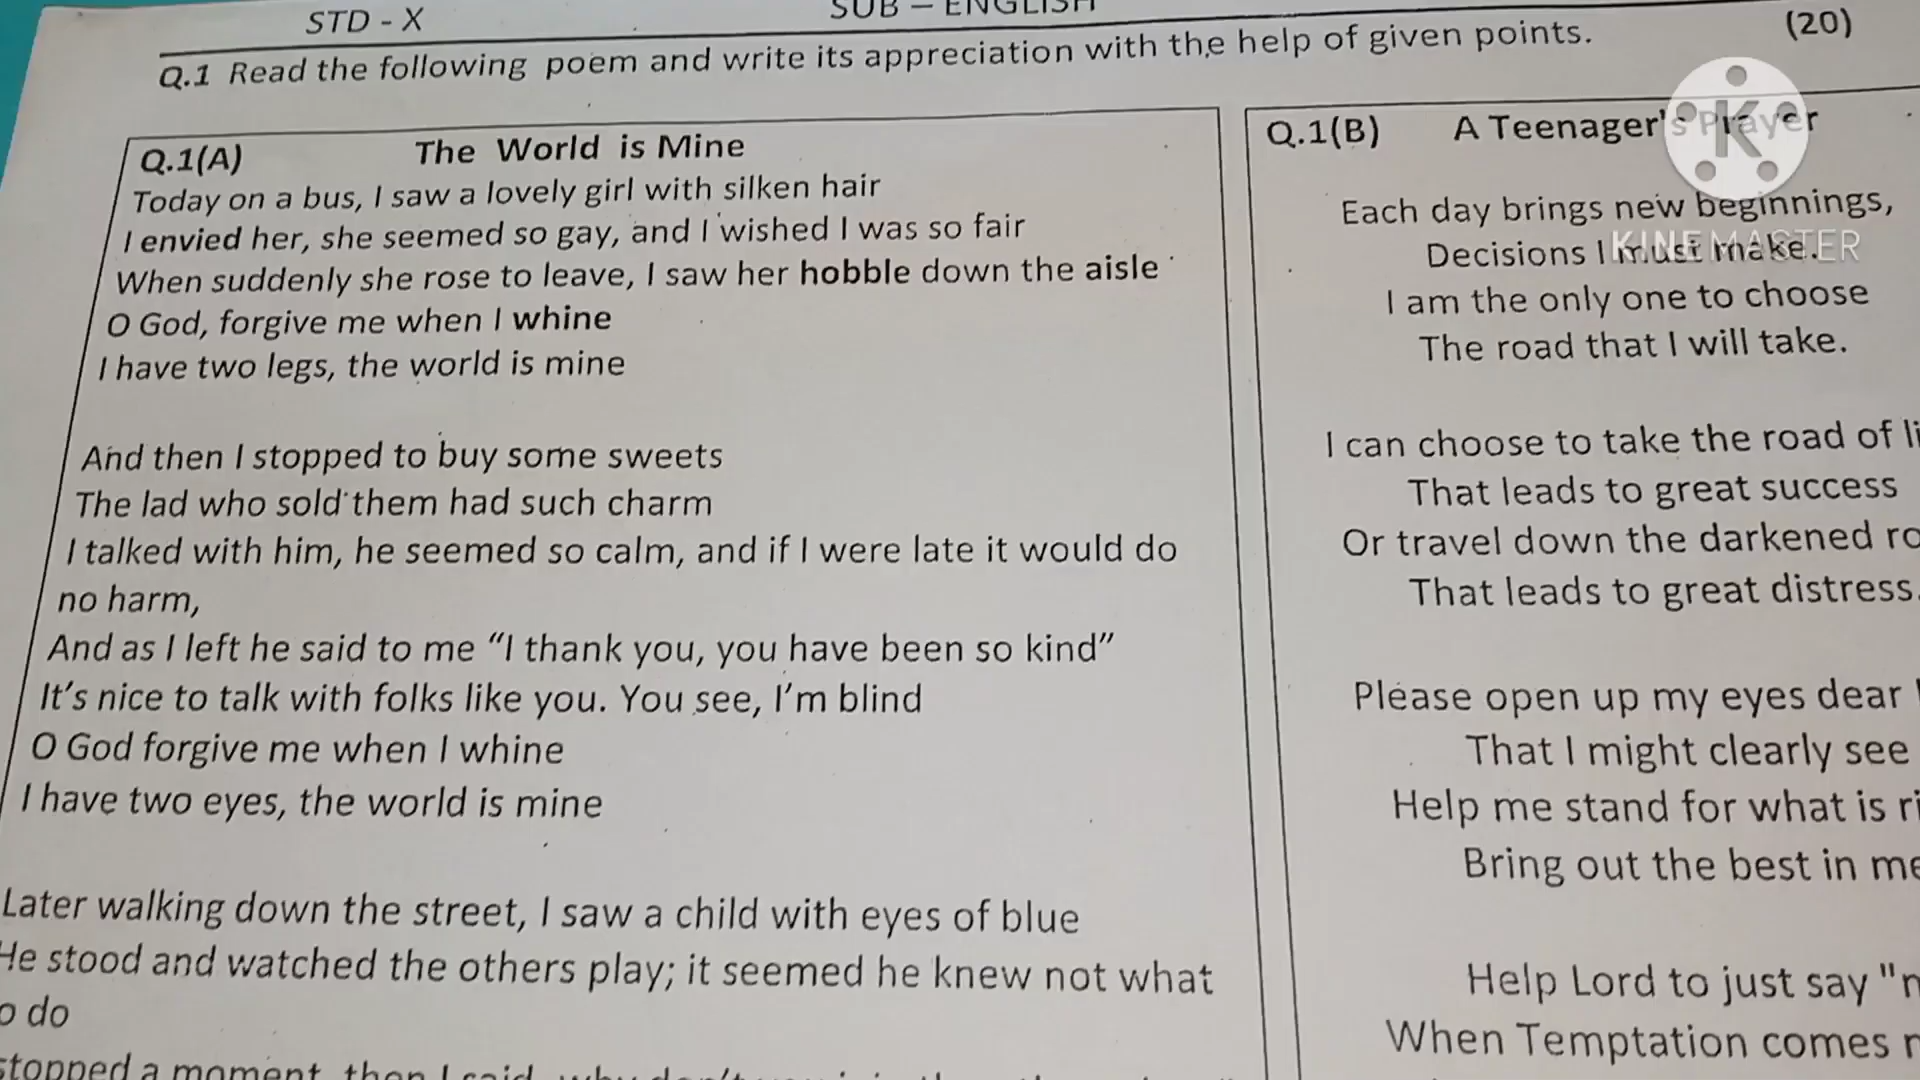 STD - X
SUB – ENGLISH
Q.1 Read the following poem and write its appreciation with the help of given points.
(20)
Q.1(A) The World is Mine
Today on a bus, I saw a lovely girl with silken hair
I envied her, she seemed so gay, and I wished I was so fair
When suddenly she rose to leave, I saw her hobble down the aisle
O God, forgive me when I whine
I have two legs, the world is mine
And then I stopped to buy some sweets
The lad who sold them had such charm
I talked with him, he seemed so calm, and if I were late it would do
no harm,
And as I left he said to me “I thank you, you have been so kind”
It’s nice to talk with folks like you. You see, I’m blind
O God forgive me when I whine
I have two eyes, the world is mine
Later walking down the street, I saw a child with eyes of blue
He stood and watched the others play; it seemed he knew not what
o do
stopped a moment, then I said,
Q.1(B) A Teenager's Prayer
Each day brings new beginnings,
Decisions I must make.
I am the only one to choose
The road that I will take.
I can choose to take the road of li
That leads to great success
Or travel down the darkened ro
That leads to great distress.
Please open up my eyes dear
That I might clearly see
Help me stand for what is ri
Bring out the best in me
Help Lord to just say "n
When Temptation comes
K
KINEMASTER